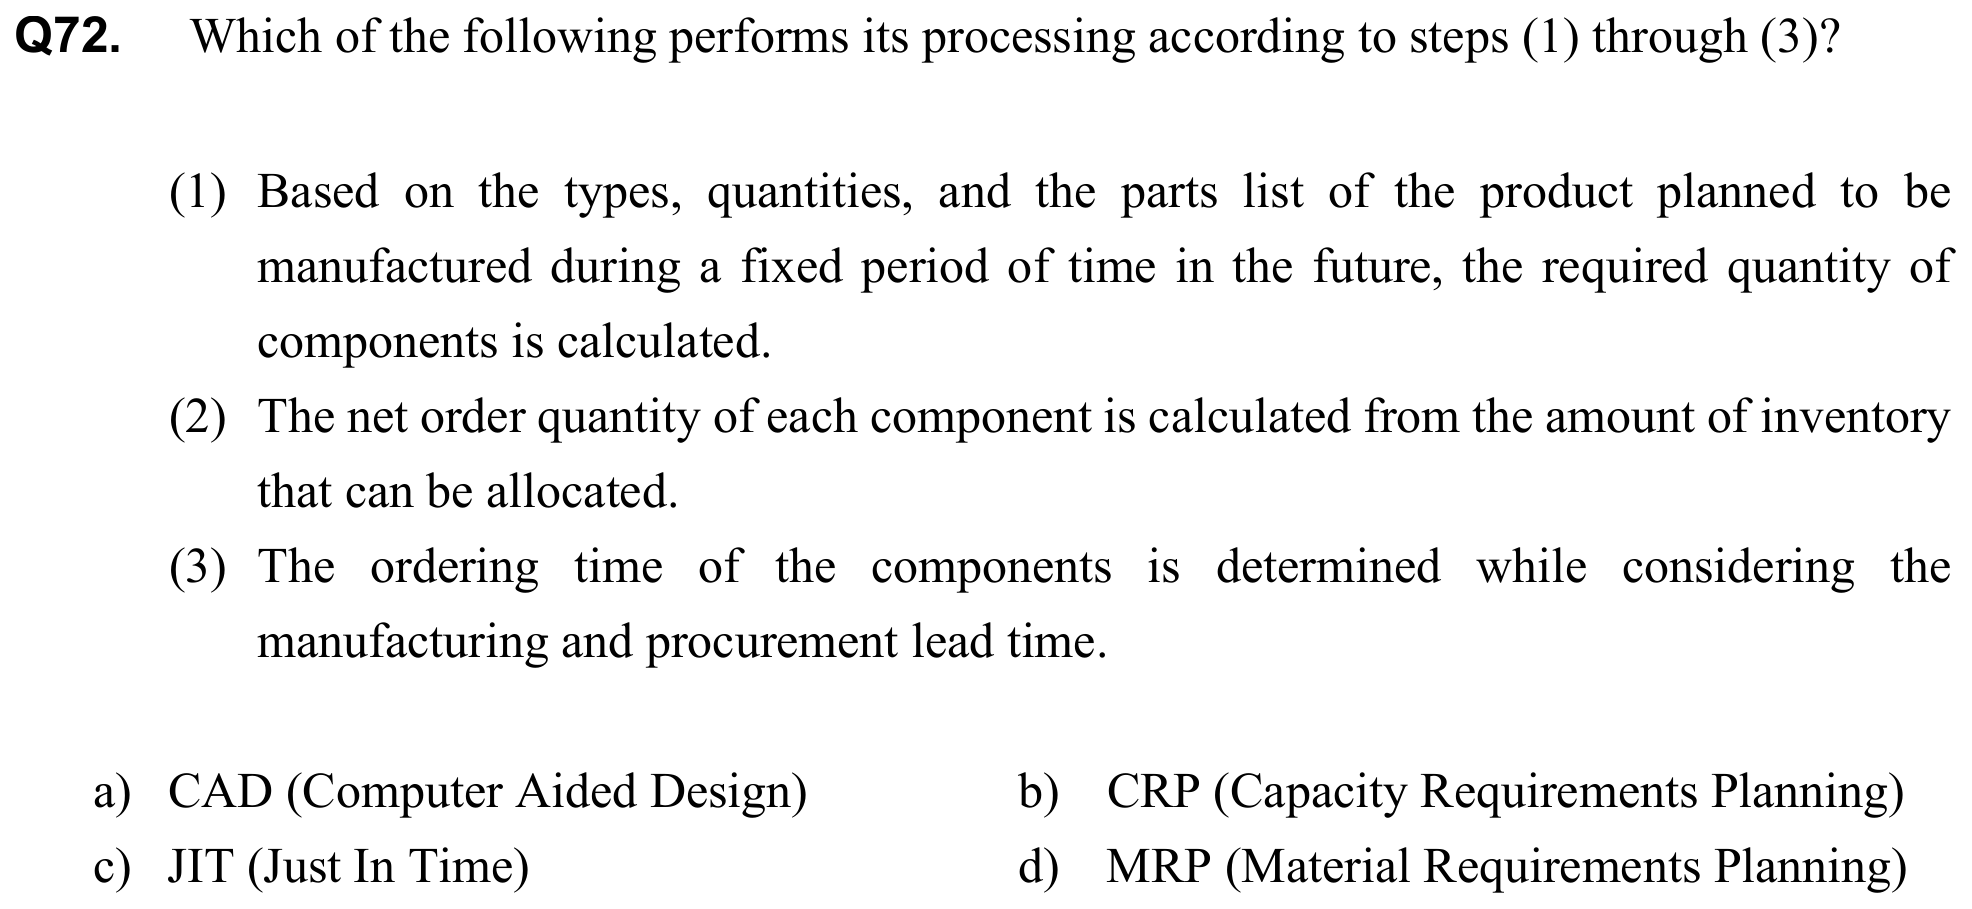 Q72. Which of the following performs its processing according to steps (1) through (3)?
(1) Based on the types, quantities, and the parts list of the product planned to be
manufactured during a fixed period of time in the future, the required quantity of
components is calculated.
(2) The net order quantity of each component is calculated from the amount of inventory
that can be allocated.
(3) The ordering time of the components is determined while considering the
manufacturing and procurement lead time.
a) CAD (Computer Aided Design) b) CRP (Capacity Requirements Planning)
c) JIT (Just In Time) d) MRP (Material Requirements Planning)